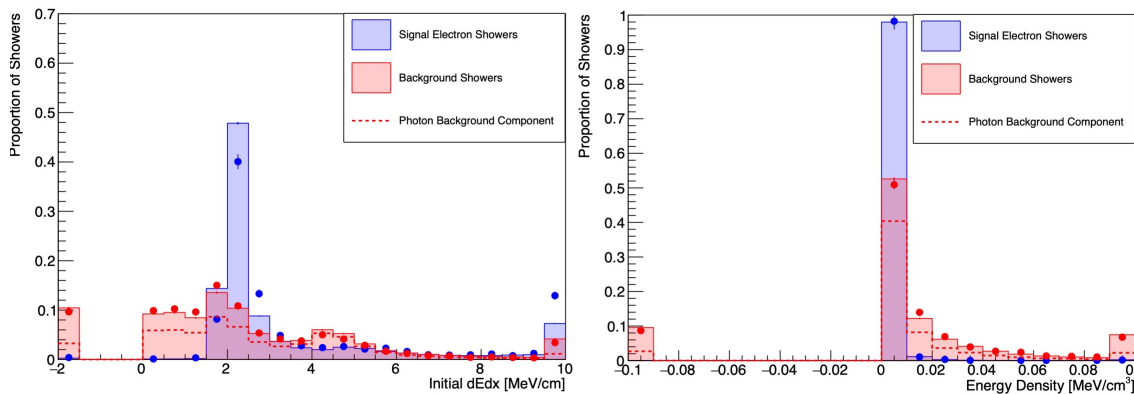 Proportion of Showers
0.7
0.6
0.5
0.4
0.3
0.2
0.1
0
−2 0 2 4 6 8 10
Initial dEdx [MeV/cm]
Signal Electron Showers
Background Showers
Photon Background Component
Proportion of Showers
1
0.9
0.8
0.7
0.6
0.5
0.4
0.3
0.2
0.1
0
−0.1 −0.08 −0.06 −0.04 −0.02 0 0.02 0.04 0.06 0.08 0
Energy Density [MeV/cm³]
Signal Electron Showers
Background Showers
Photon Background Component